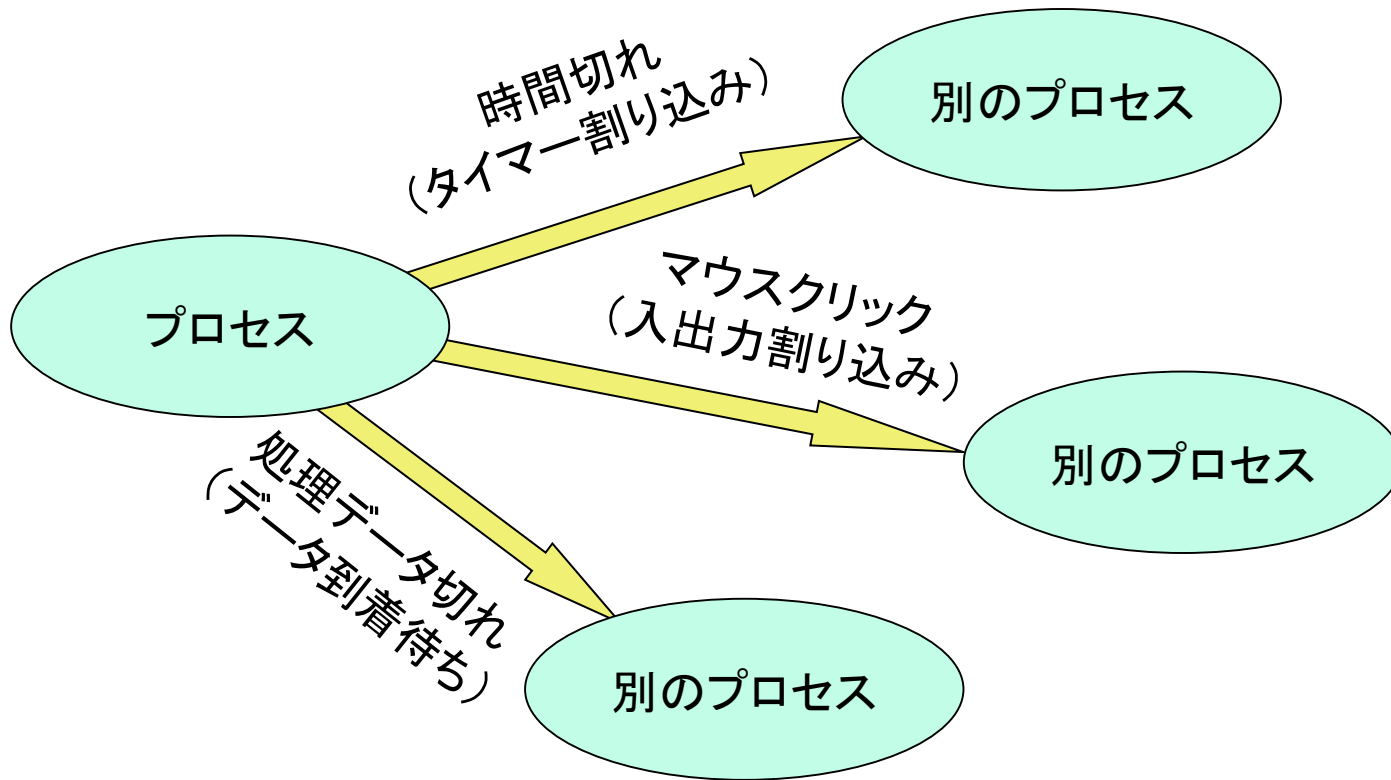 時間切れ
（タイマー割り込み）
別のプロセス
プロセス
マウスクリック
（入出力割り込み）
別のプロセス
処理データ切れ
（データ到着待ち）
別のプロセス